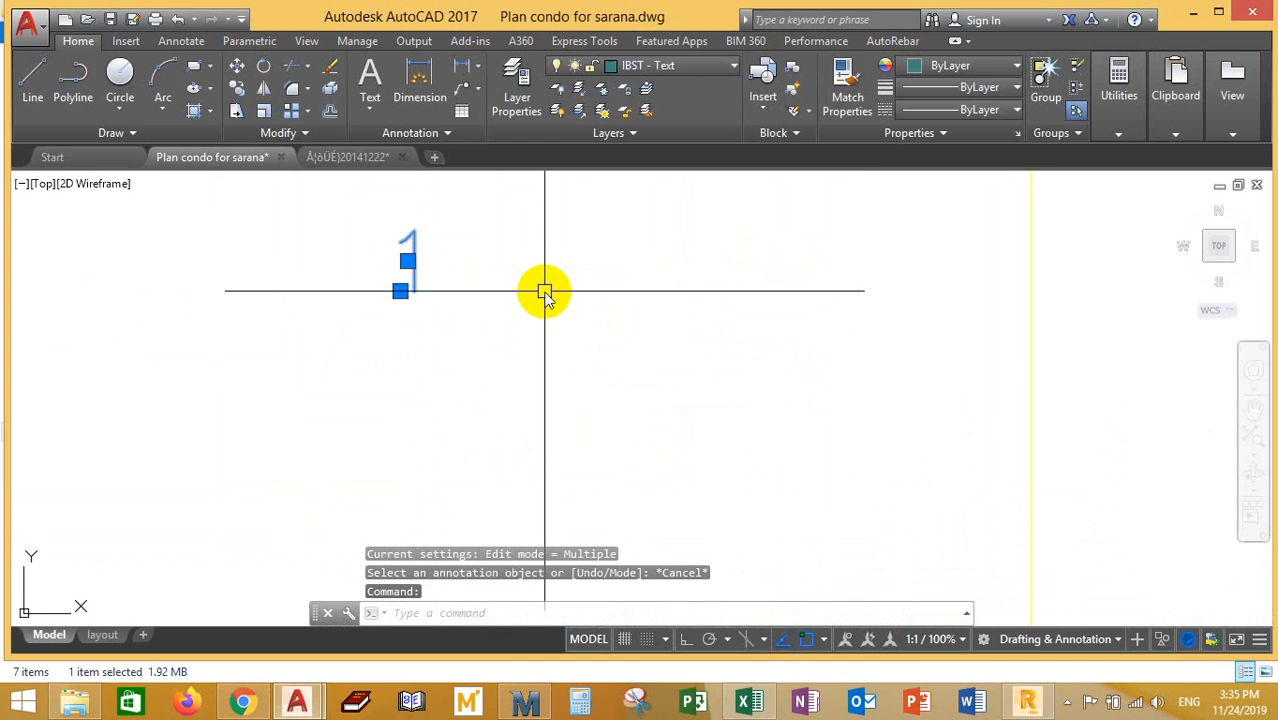 Autodesk AutoCAD 2017 Plan condo for sarana.dwg
Type a keyword or phrase
Sign In
Home Insert Annotate Parametric View Manage Output Add-ins A360 Express Tools Featured Apps BIM 360 Performance AutoRebar
Line Polyline Circle Arc
Text Dimension
Layer Properties
IBST - Text
Insert
Match Properties
ByLayer
ByLayer
ByLayer
Group
Utilities
Clipboard
View
Draw Modify Annotation Layers Block Properties Groups
Start Plan condo for sarana* Å¦òÜÉ}20141222*
[−][Top][2D Wireframe]
N
W TOP E
S
WCS
1
Y
X
Current settings: Edit mode = Multiple
Select an annotation object or [Undo/Mode]: *Cancel*
Command:
Type a command
Model layout
MODEL 1:1 / 100% Drafting & Annotation
7 items 1 item selected 1.92 MB
ENG
3:35 PM
11/24/2019